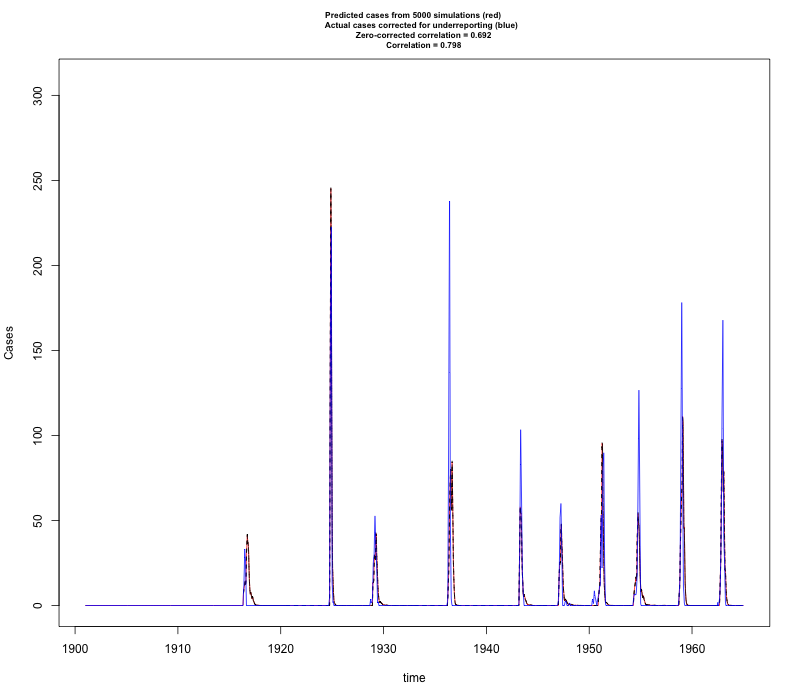 Predicted cases from 5000 simulations (red)
Actual cases corrected for underreporting (blue)
Zero-corrected correlation = 0.692
Correlation = 0.798
300
250
200
150
100
50
0
Cases
1900 1910 1920 1930 1940 1950 1960
time